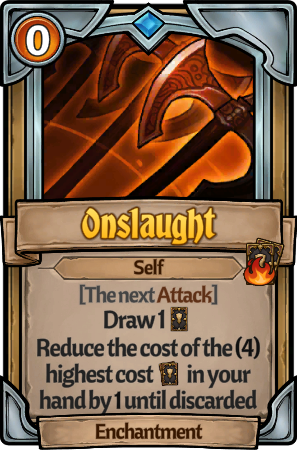 0
Onslaught
Self
[The next Attack]
Draw 1
Reduce the cost of the (4)
highest cost in your
hand by 1 until discarded
Enchantment